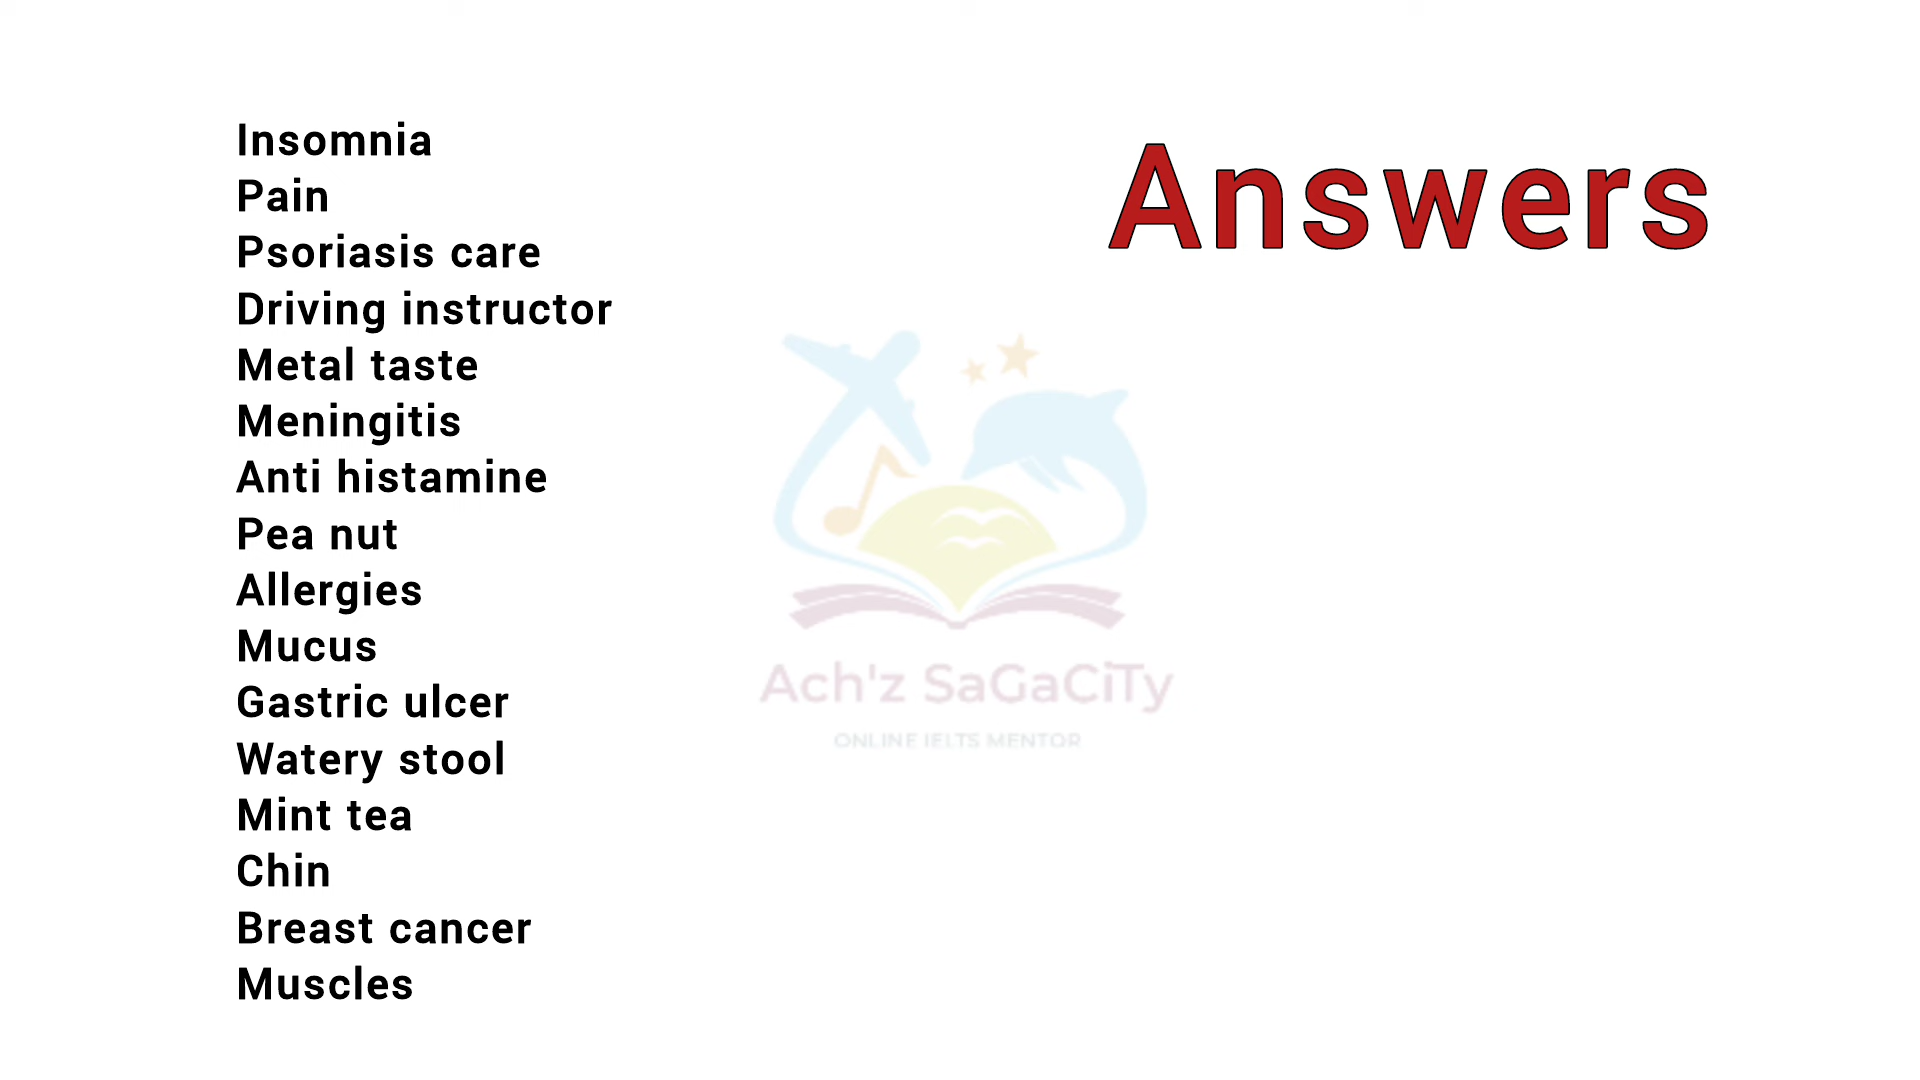 Insomnia
Pain
Psoriasis care
Driving instructor
Metal taste
Meningitis
Anti histamine
Pea nut
Allergies
Mucus
Gastric ulcer
Watery stool
Mint tea
Chin
Breast cancer
Muscles
Answers
Ach'z SaGaCiTy
ONLINE IELTS MENTOR